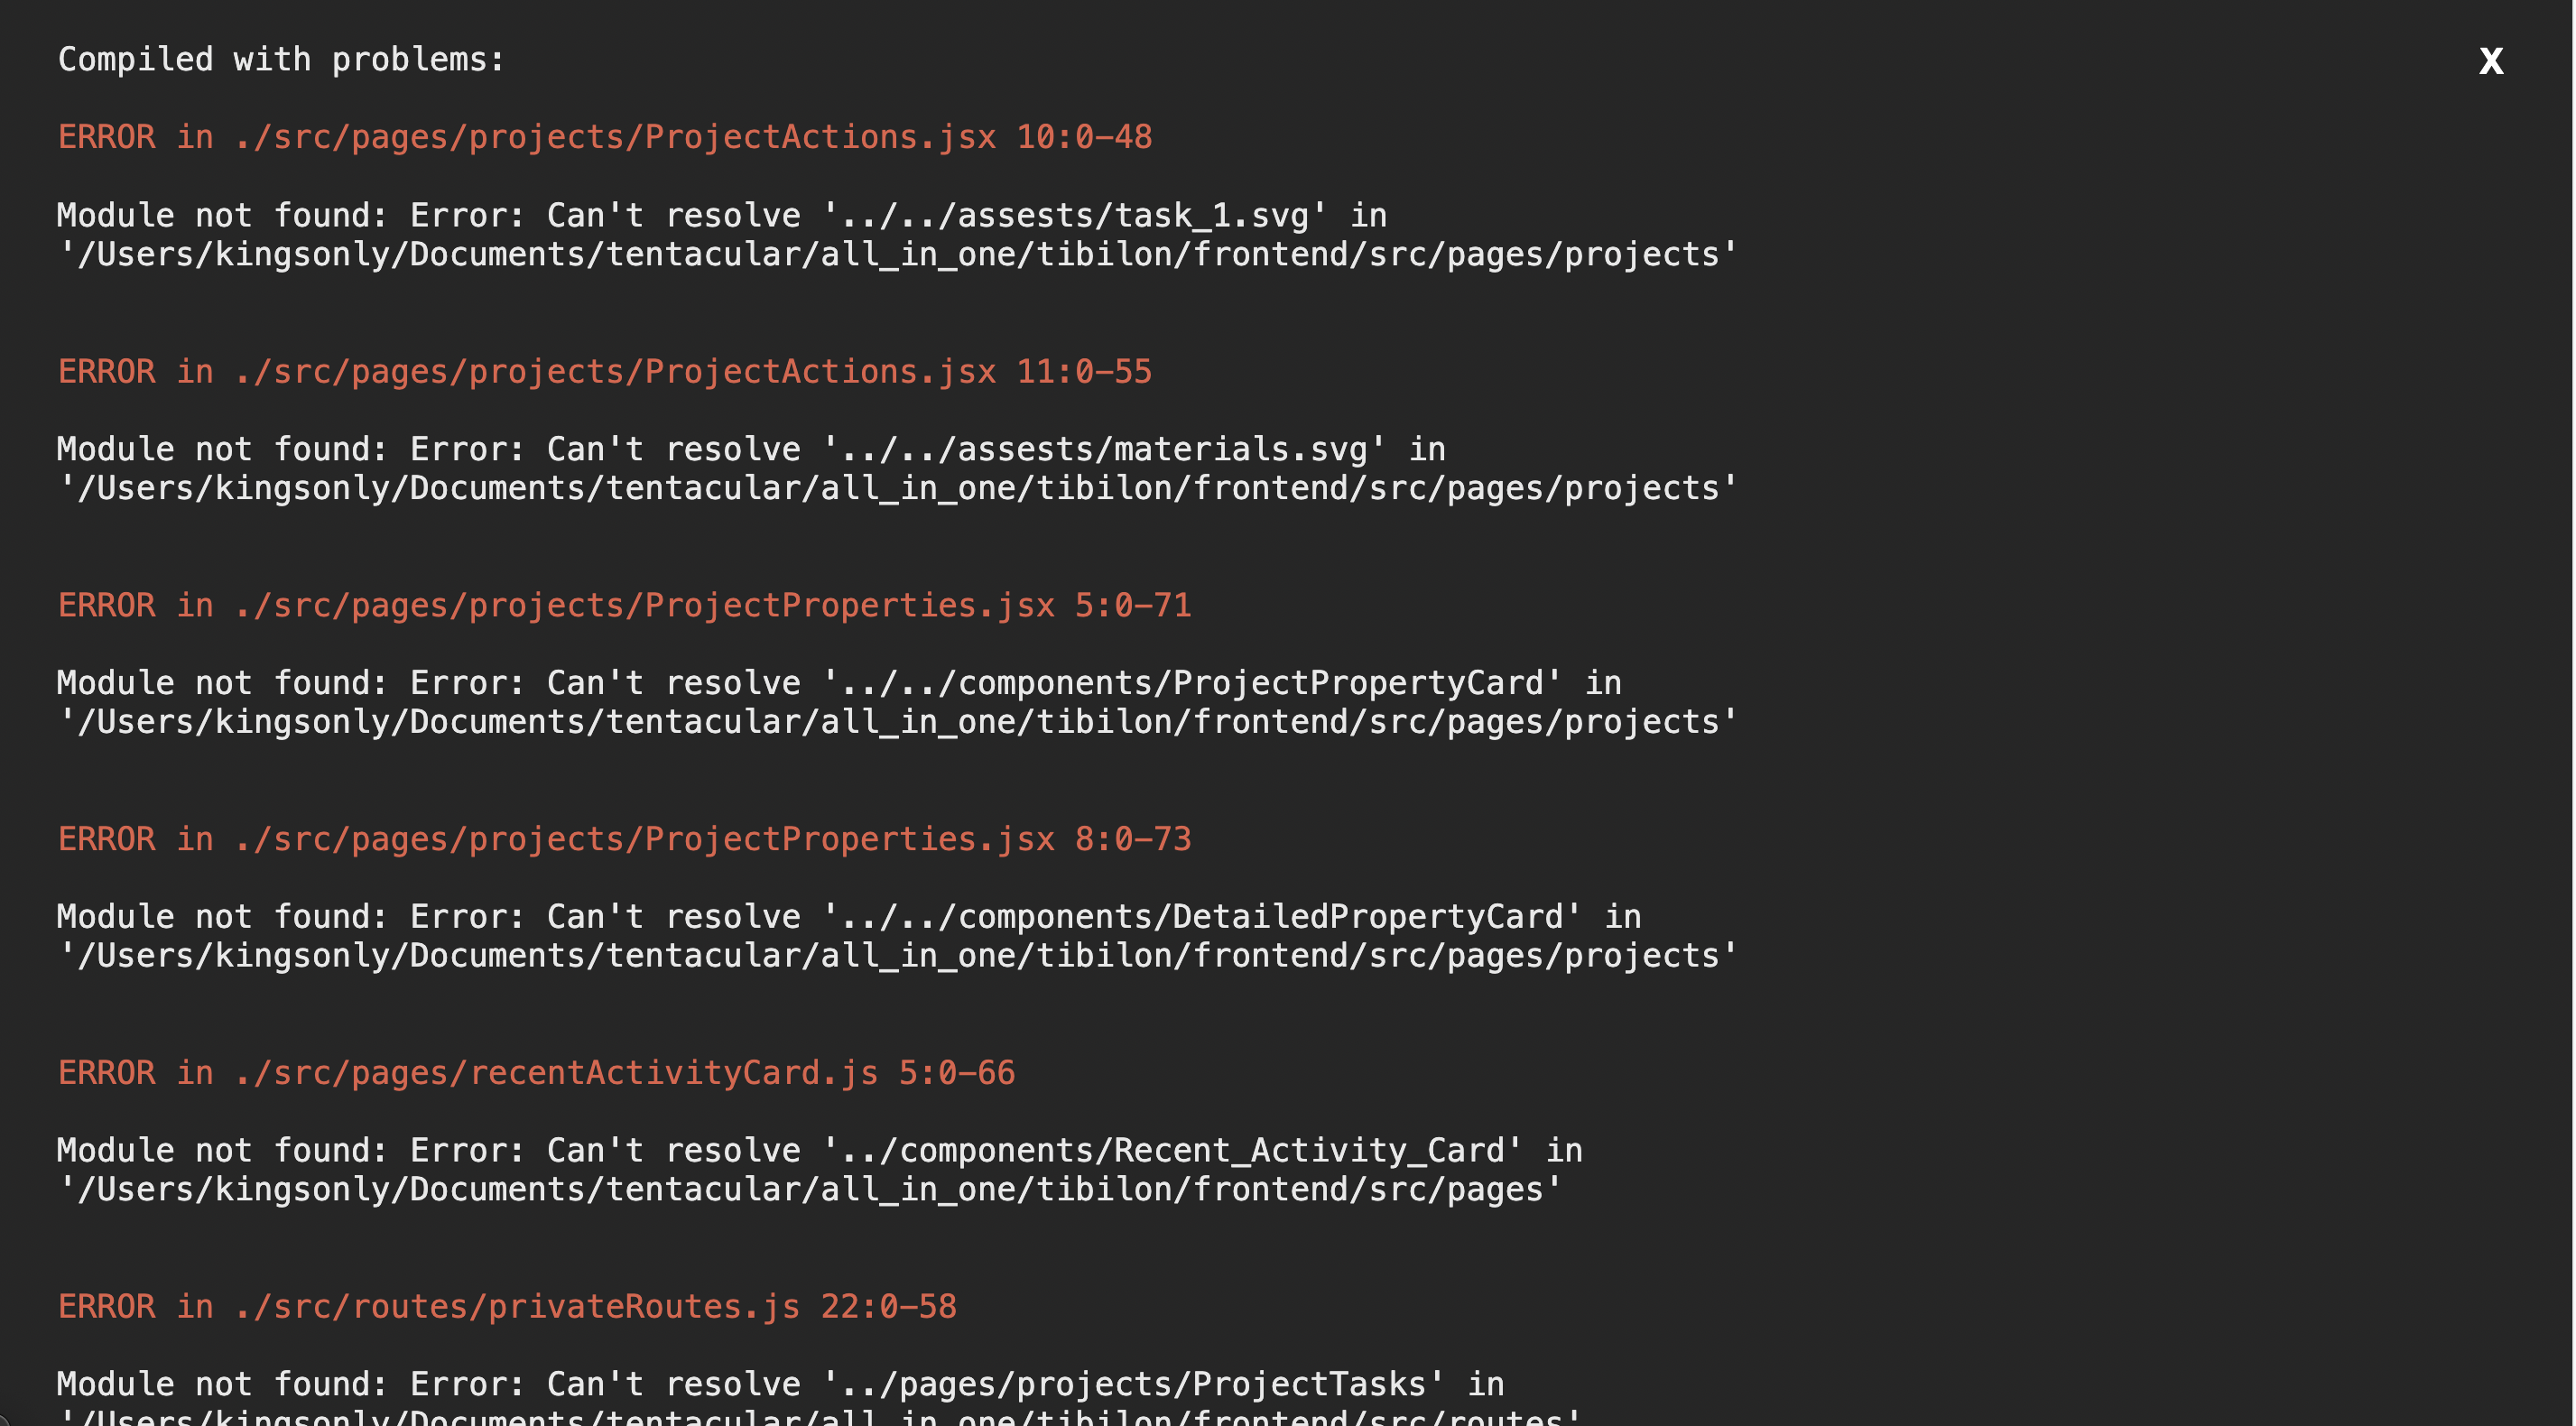 Compiled with problems:
X
ERROR in ./src/pages/projects/ProjectActions.jsx 10:0-48
Module not found: Error: Can't resolve '../../assests/task_1.svg' in
'/Users/kingsonly/Documents/tentacular/all_in_one/tibilon/frontend/src/pages/projects'
ERROR in ./src/pages/projects/ProjectActions.jsx 11:0-55
Module not found: Error: Can't resolve '../../assests/materials.svg' in
'/Users/kingsonly/Documents/tentacular/all_in_one/tibilon/frontend/src/pages/projects'
ERROR in ./src/pages/projects/ProjectProperties.jsx 5:0-71
Module not found: Error: Can't resolve '../../components/ProjectPropertyCard' in
'/Users/kingsonly/Documents/tentacular/all_in_one/tibilon/frontend/src/pages/projects'
ERROR in ./src/pages/projects/ProjectProperties.jsx 8:0-73
Module not found: Error: Can't resolve '../../components/DetailedPropertyCard' in
'/Users/kingsonly/Documents/tentacular/all_in_one/tibilon/frontend/src/pages/projects'
ERROR in ./src/pages/recentActivityCard.js 5:0-66
Module not found: Error: Can't resolve '../components/Recent_Activity_Card' in
'/Users/kingsonly/Documents/tentacular/all_in_one/tibilon/frontend/src/pages'
ERROR in ./src/routes/privateRoutes.js 22:0-58
Module not found: Error: Can't resolve '../pages/projects/ProjectTasks' in
'/Users/kingsonly/Documents/tentacular/all_in_one/tibilon/frontend/src/routes'